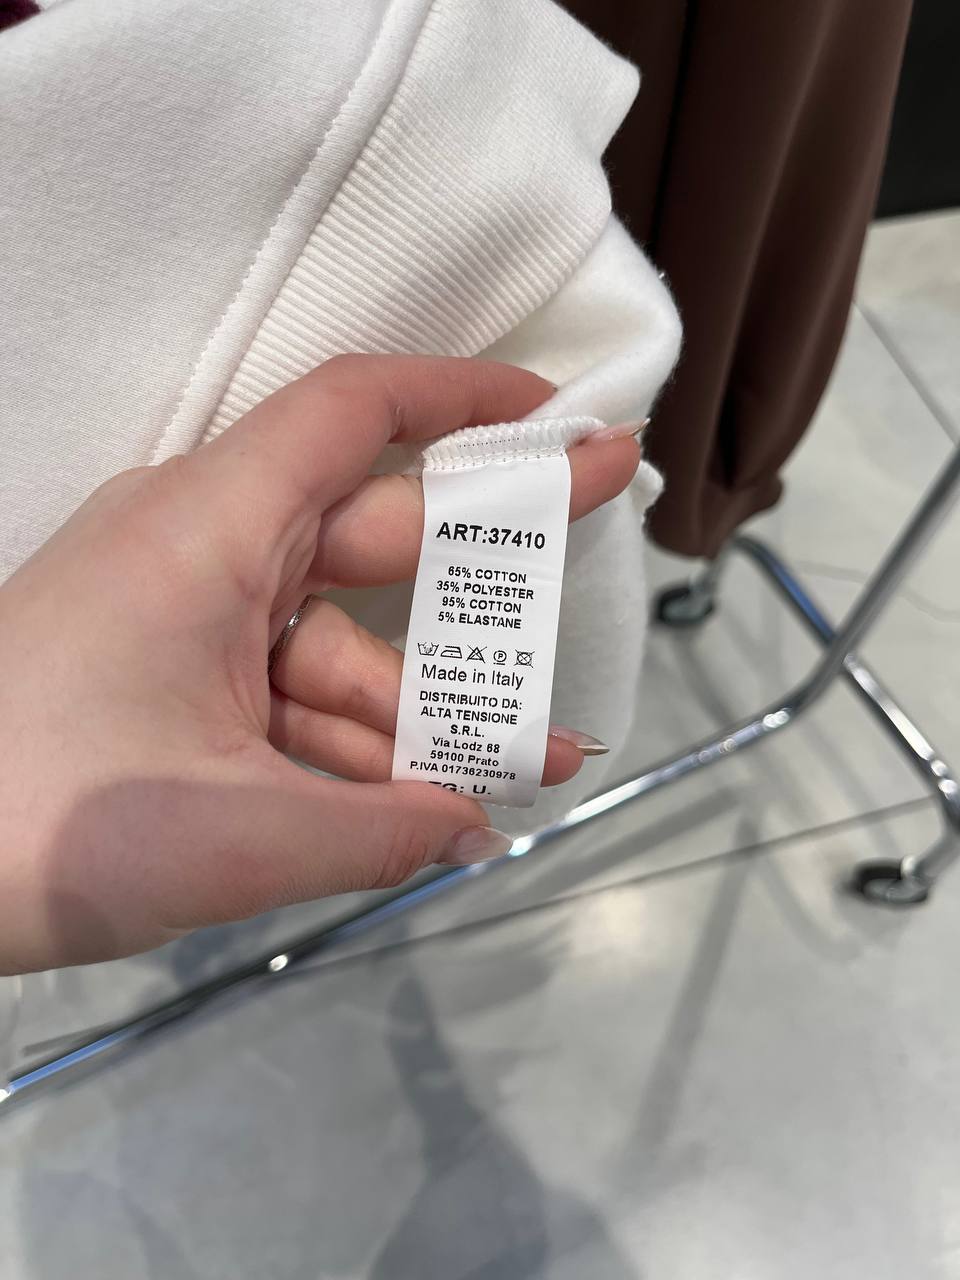 ART:37410
65% COTTON
35% POLYESTER
95% COTTON
5% ELASTANE
P
Made in Italy
DISTRIBUITO DA:
ALTA TENSIONE
S.R.L.
Via Lodz 68
59100 Prato
P.IVA 01736230978
TG: U.